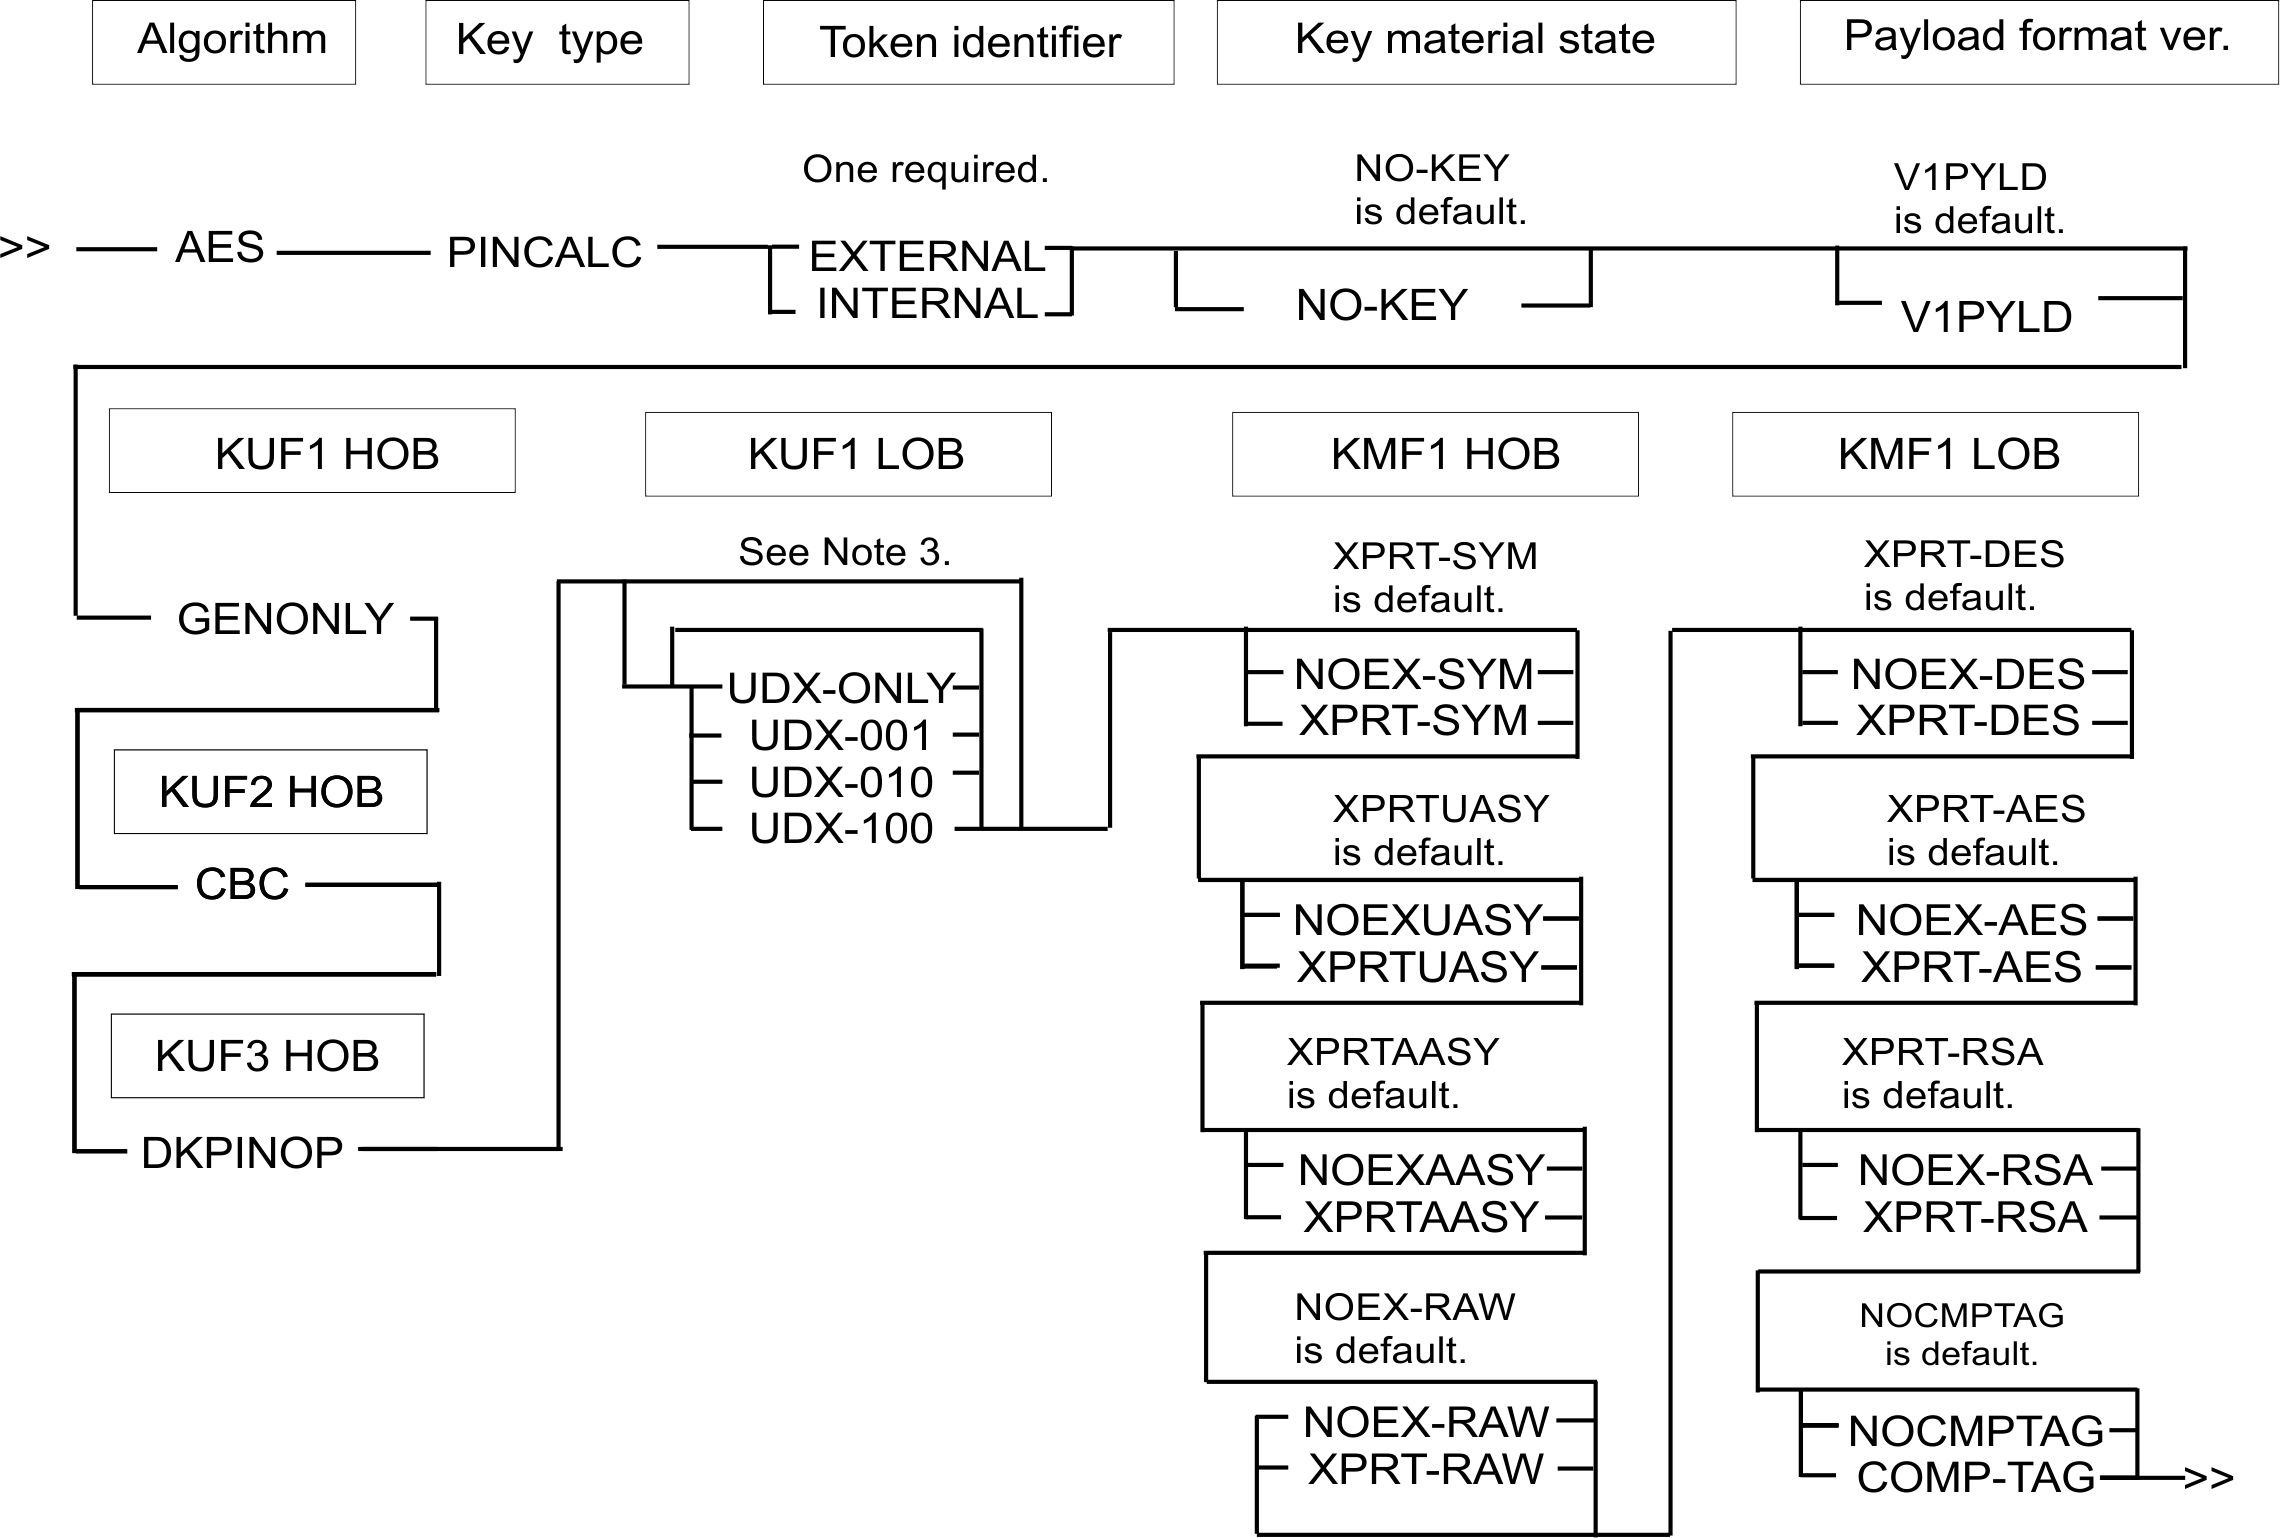 Algorithm
Key type
Token identifier
Key material state
Payload format ver.
One required.
NO-KEY
is default.
V1PYLD
is default.
>>
AES
PINCALC
EXTERNAL
INTERNAL
NO-KEY
V1PYLD
KUF1 HOB
KUF1 LOB
KMF1 HOB
KMF1 LOB
GENONLY
KUF2 HOB
CBC
KUF3 HOB
DKPINOP
See Note 3.
UDX-ONLY
UDX-001
UDX-010
UDX-100
XPRT-SYM
is default.
NOEX-SYM
XPRT-SYM
XPRTUASY
is default.
NOEXUASY
XPRTUASY
XPRTAASY
is default.
NOEXAASY
XPRTAASY
NOEX-RAW
is default.
NOEX-RAW
XPRT-RAW
XPRT-DES
is default.
NOEX-DES
XPRT-DES
XPRT-AES
is default.
NOEX-AES
XPRT-AES
XPRT-RSA
is default.
NOEX-RSA
XPRT-RSA
NOCMPTAG
is default.
NOCMPTAG
COMP-TAG
>>